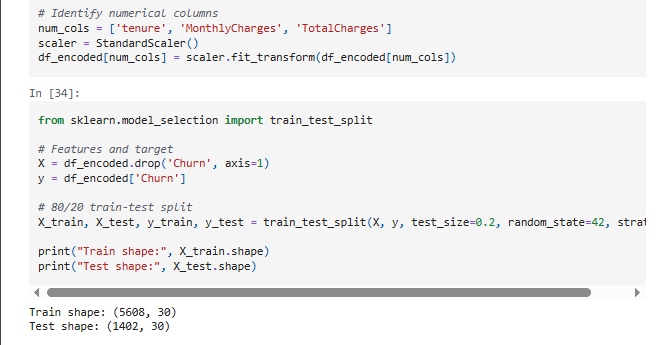 # Identify numerical columns
num_cols = ['tenure', 'MonthlyCharges', 'TotalCharges']
scaler = StandardScaler()
df_encoded[num_cols] = scaler.fit_transform(df_encoded[num_cols])
In [34]:
from sklearn.model_selection import train_test_split
# Features and target
X = df_encoded.drop('Churn', axis=1)
y = df_encoded['Churn']
# 80/20 train-test split
X_train, X_test, y_train, y_test = train_test_split(X, y, test_size=0.2, random_state=42, strat
print("Train shape:", X_train.shape)
print("Test shape:", X_test.shape)
Train shape: (5608, 30)
Test shape: (1402, 30)